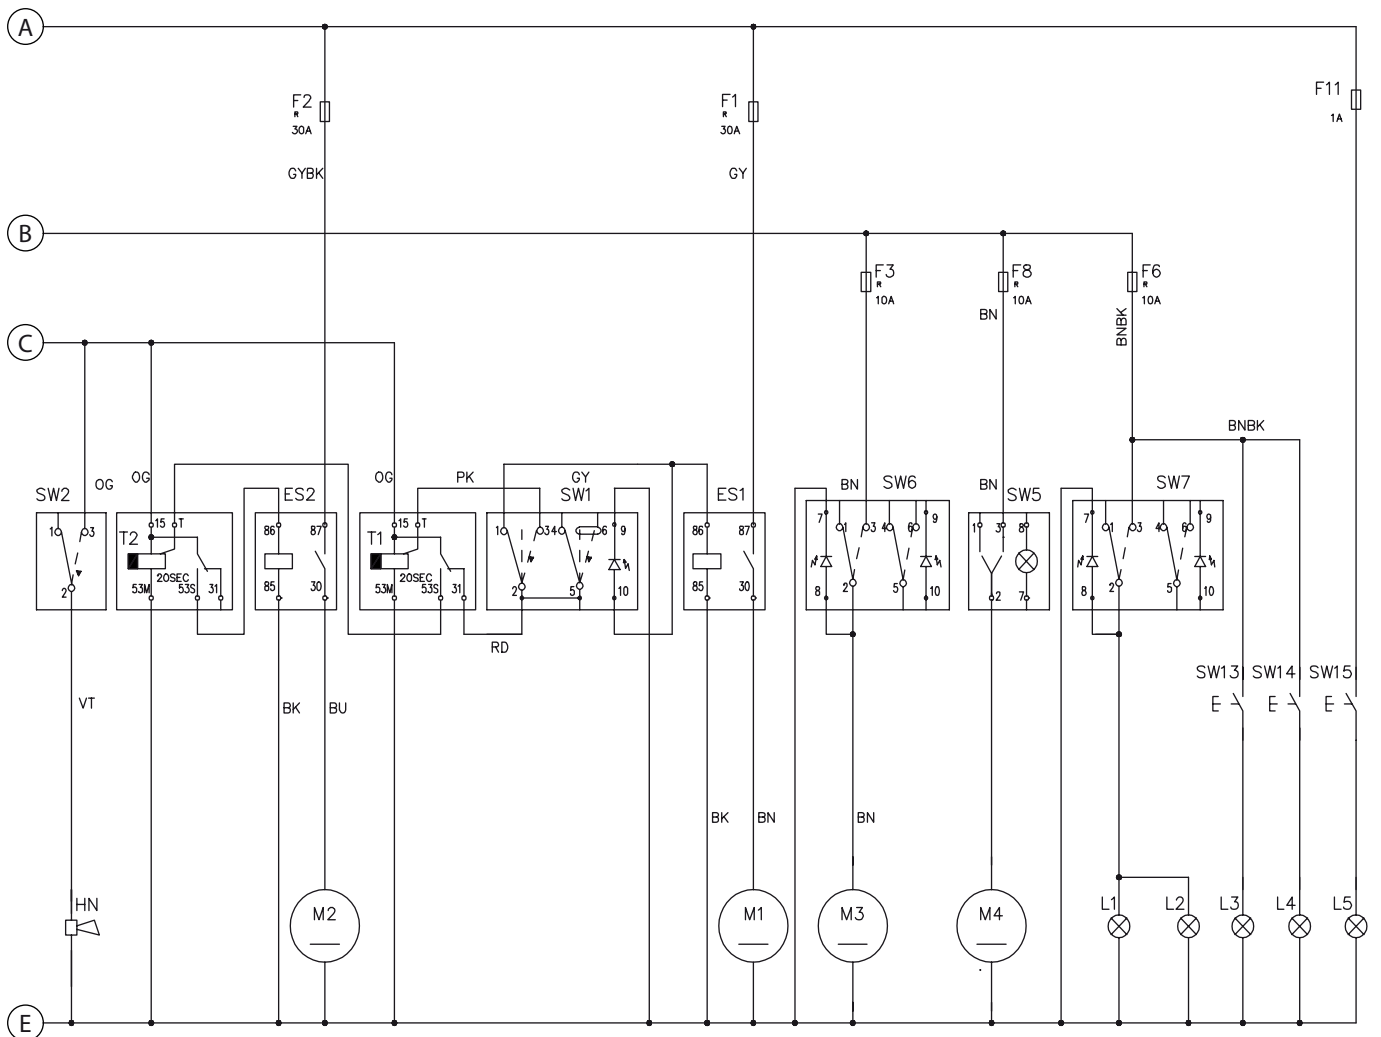 A
F2
R
30A
GYBK
F1
R
30A
GY
F11
1A
B
F3
R
10A
F8
R
10A
BN
F6
R
10A
BNBK
C
BNBK
SW2
OG
OG
ES2
OG
PK
GY
SW1
ES1
BN
SW6
BN
SW5
SW7
1
3
2
T2
15
T
20SEC
53M
53S
31
86
87
85
30
T1
15
T
20SEC
53M
53S
31
1
3
4
6
9
2
5
10
86
87
85
30
7
1
3
4
6
9
8
2
5
10
1
3
8
2
7
7
1
3
4
6
9
8
2
5
10
RD
SW13
SW14
SW15
VT
BK
BU
BK
BN
BN
HN
M2
M1
M3
M4
L1
L2
L3
L4
L5
E